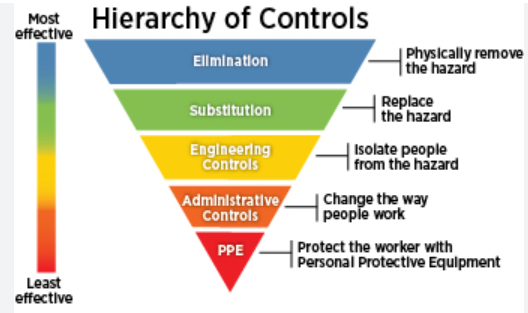 Most
effective
Hierarchy of Controls
Elimination
Physically remove
the hazard
Substitution
Replace
the hazard
Engineering
Controls
Isolate people
from the hazard
Administrative
Controls
Change the way
people work
PPE
Protect the worker with
Personal Protective Equipment
Least
effective